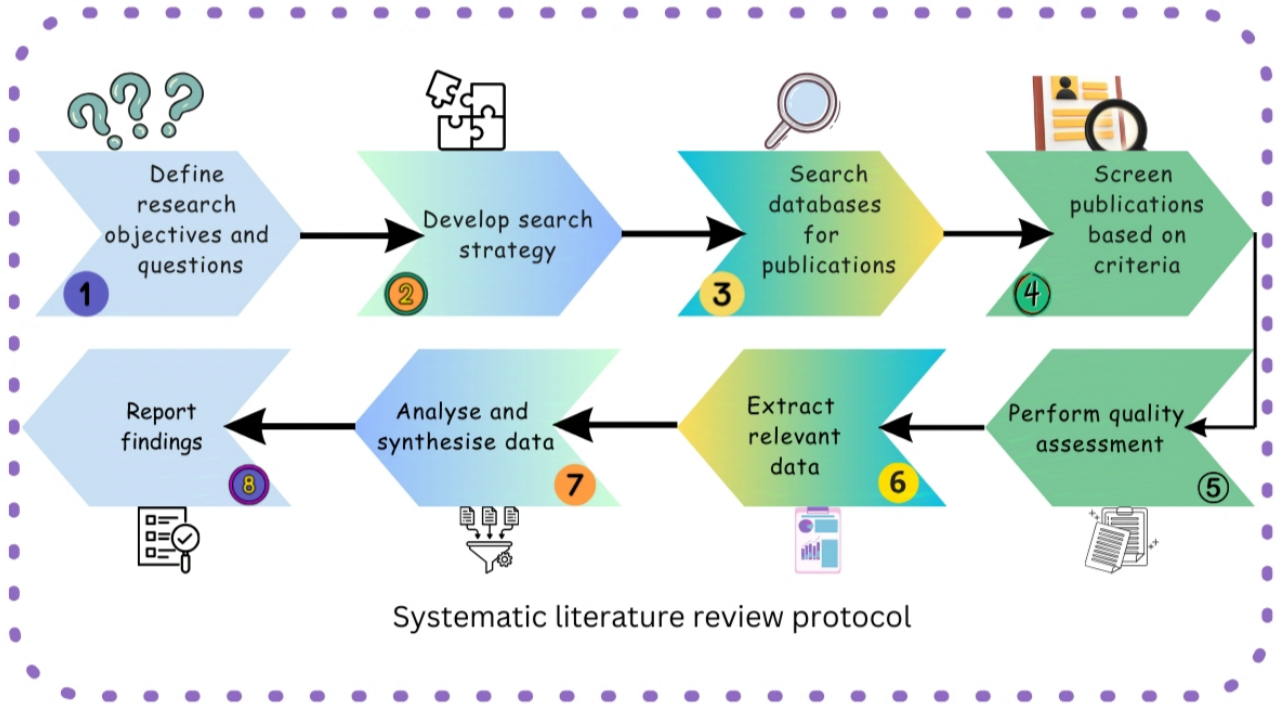 Define
research
objectives and
questions
1
Develop search
strategy
2
Search
databases
for
publications
3
Screen
publications
based on
criteria
4
Perform quality
assessment
5
Extract
relevant
data
6
Analyse and
synthesise data
7
Report
findings
8
Systematic literature review protocol